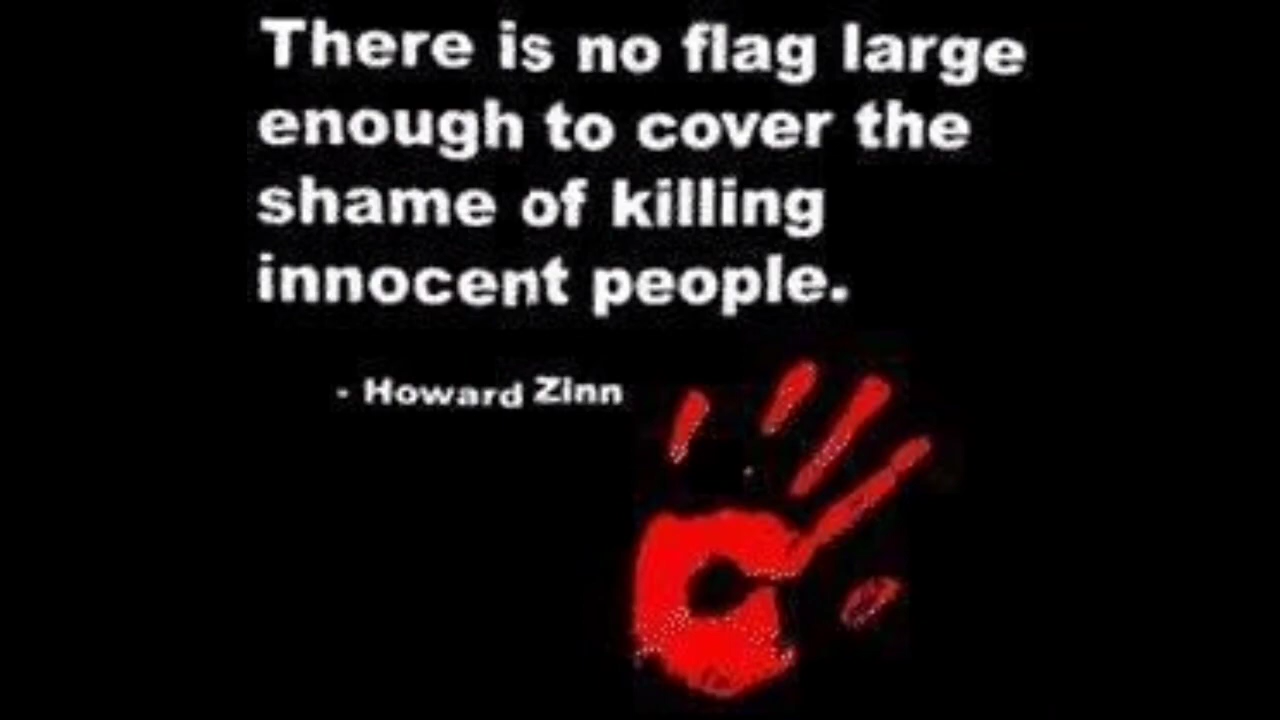 There is no flag large
enough to cover the
shame of killing
innocent people.
- Howard Zinn